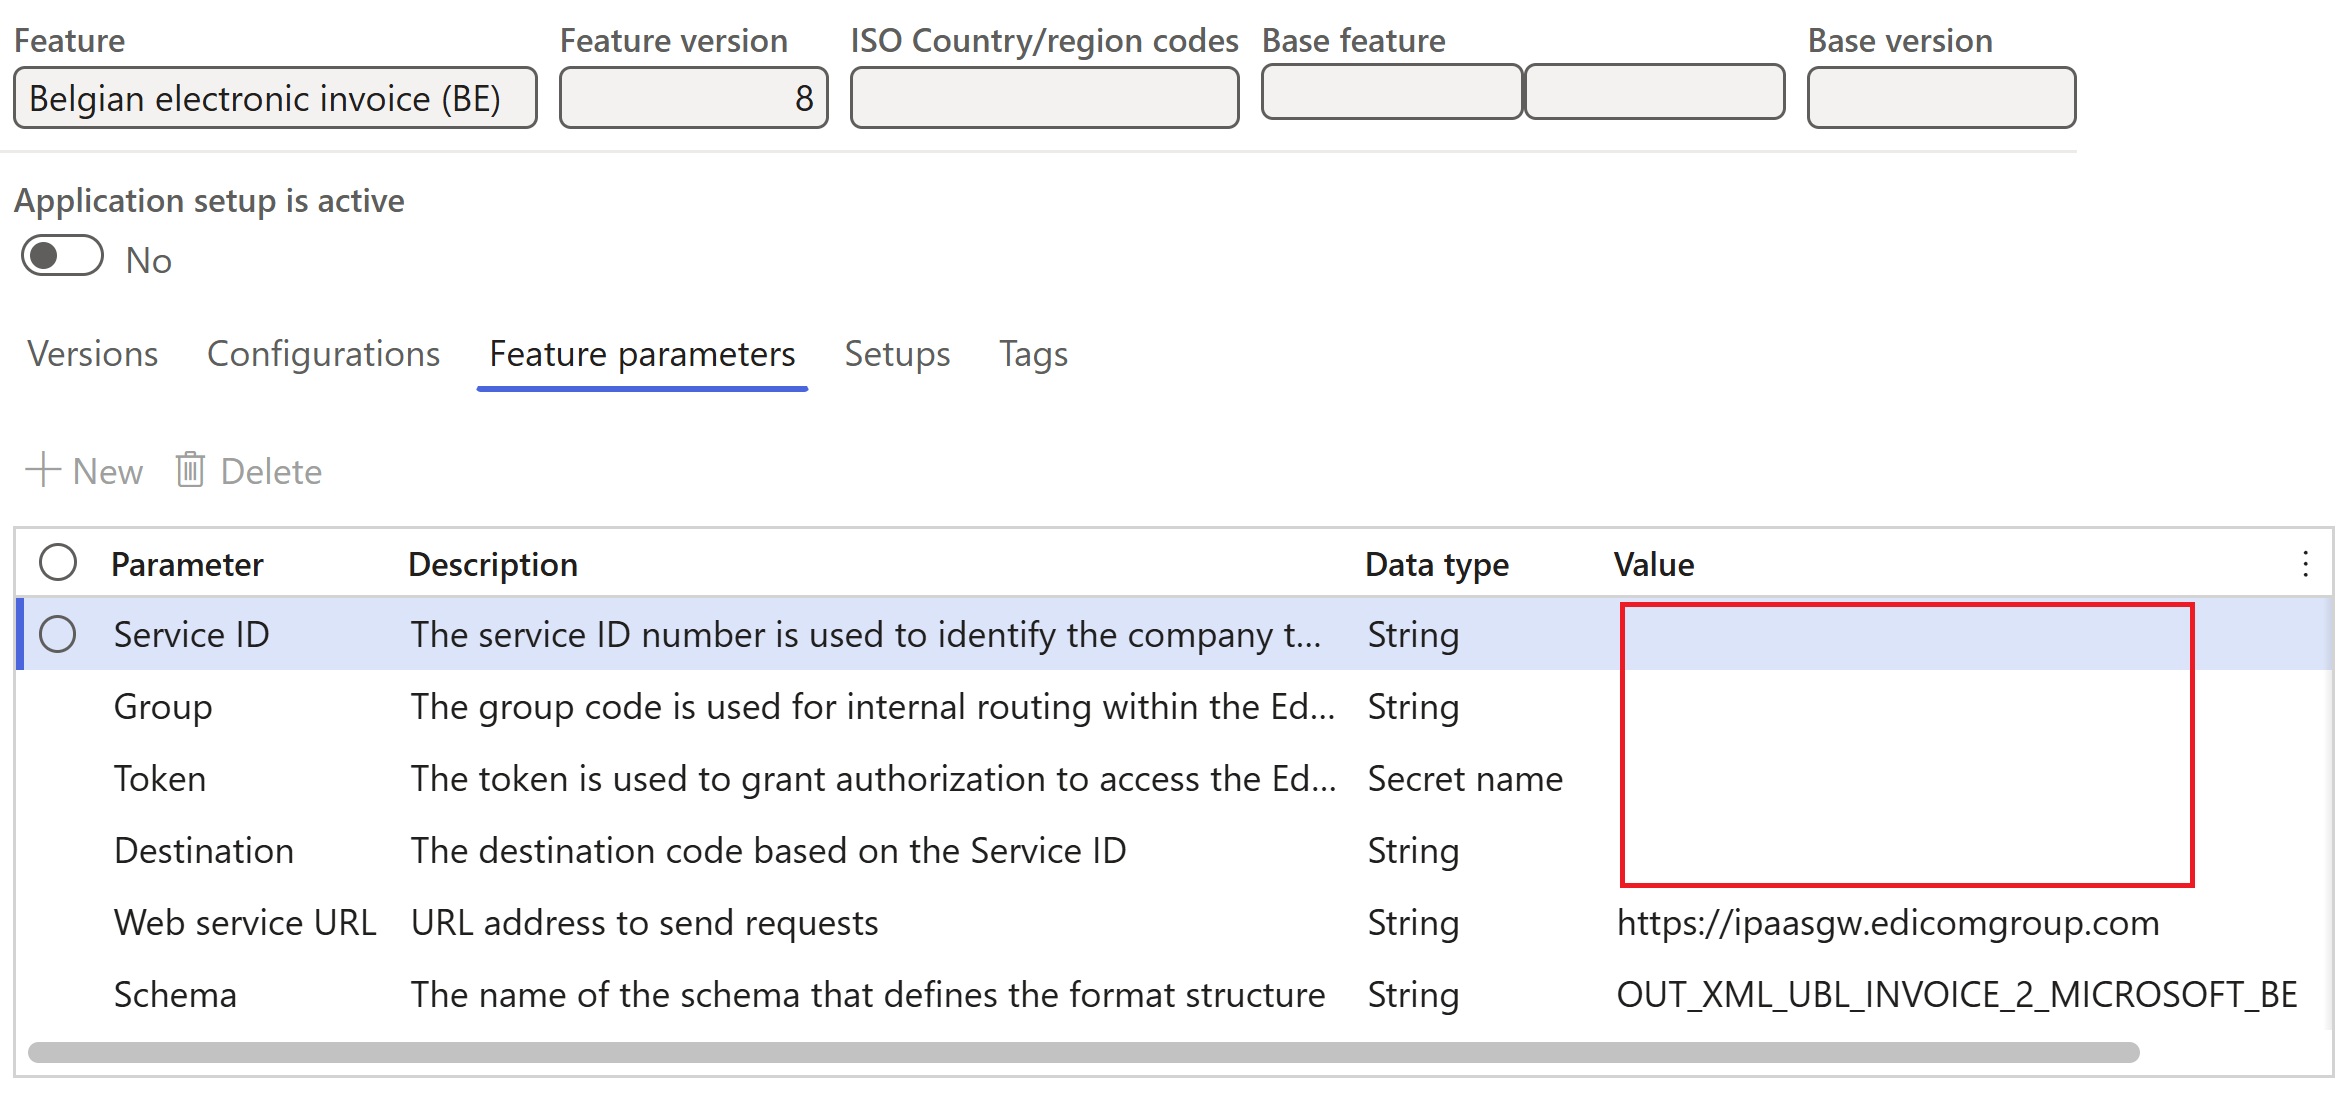 Feature Feature version ISO Country/region codes Base feature Base version
Belgian electronic invoice (BE) 8
Application setup is active
No
Versions Configurations Feature parameters Setups Tags
New Delete
Parameter Description Data type Value
Service ID The service ID number is used to identify the company t... String
Group The group code is used for internal routing within the Ed... String
Token The token is used to grant authorization to access the Ed... Secret name
Destination The destination code based on the Service ID String
Web service URL URL address to send requests String https://ipaasgw.edicomgroup.com
Schema The name of the schema that defines the format structure String OUT_XML_UBL_INVOICE_2_MICROSOFT_BE